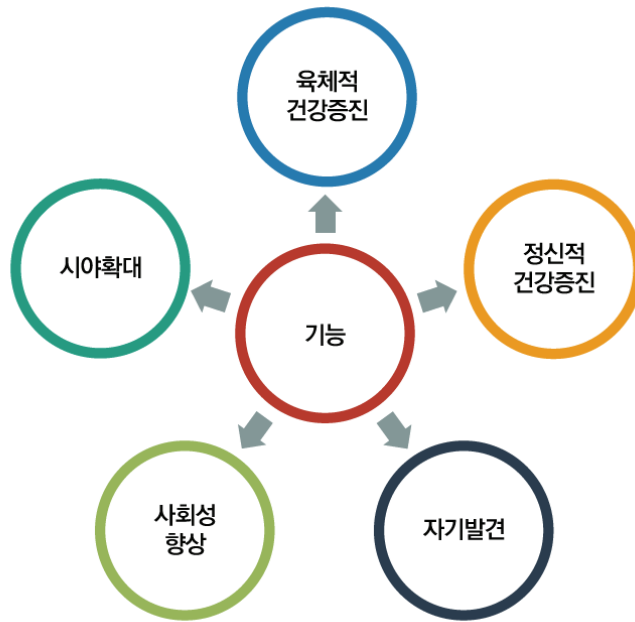 육체적
건강증진
시야확대
정신적
건강증진
기능
사회성
향상
자기발견